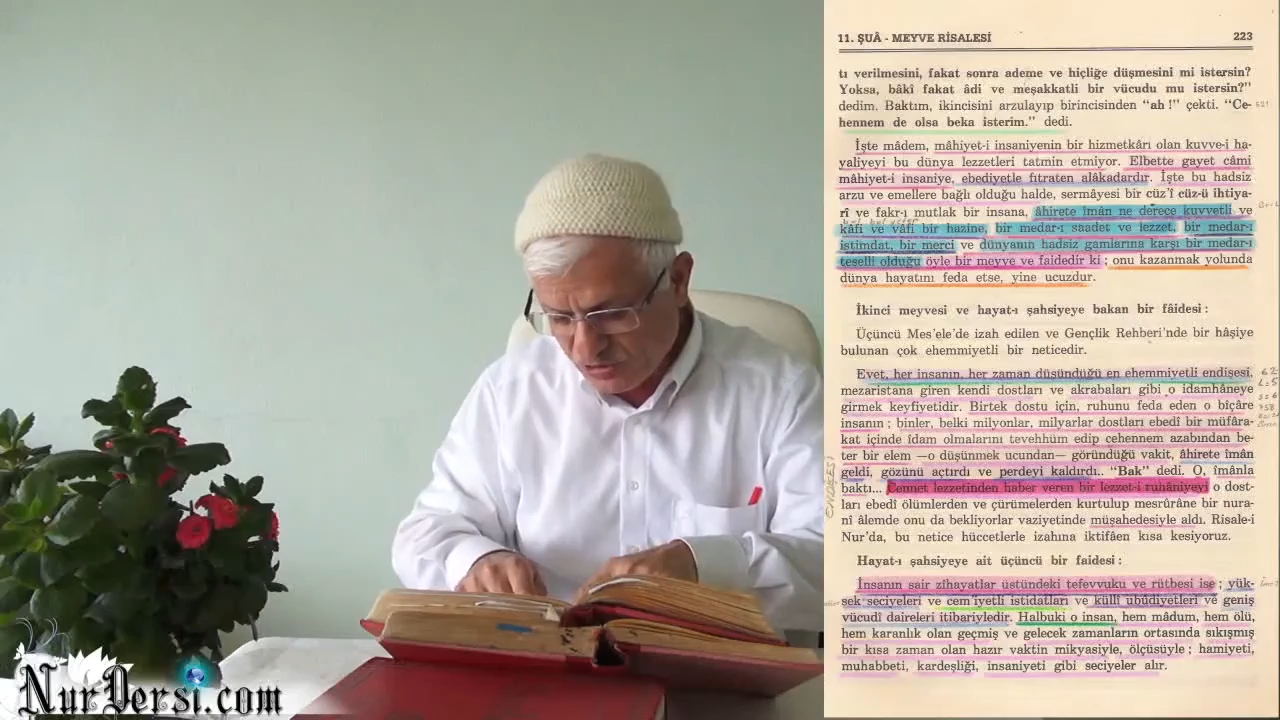 11. ŞUÂ - MEYVE RİSALESİ 223
tı verilmesini, fakat sonra ademe ve hiçliğe düşmesini mi istersin?
Yoksa, bâki fakat âdi ve meşakkatli bir vücudu mu istersin?"
dedim. Baktım, ikincisini arzulayıp birincisinden "ah !" çekti. "Ce-
hennem de olsa beka isterim." dedi.
İşte mâdem, mâhiyet-i insaniyenin bir hizmetkârı olan kuvve-i ha-
yaliyeyi bu dünya lezzetleri tatmin etmiyor. Elbette gayet câmi
mâhiyet-i insaniye, ebediyetle fıtraten alâkadardır. İşte bu hadsiz
arzu ve emellere bağlı olduğu halde, sermâyesi bir cüz'î cüz-ü ihtiya-
rî ve fakr-ı mutlak bir insana, âhirete îmân ne derece kuvvetli ve
kâfi ve vâfi bir hazine, bir medar-ı saadet ve lezzet, bir medar-ı
istimdat, bir merci ve dünyanın hadsiz gamlarına karşı bir medar-ı
teselli olduğu öyle bir meyve ve faidedir ki ; onu kazanmak yolunda
dünya hayatını feda etse, yine ucuzdur.
İkinci meyvesi ve hayat-ı şahsiyeye bakan bir fâidesi :
Üçüncü Mes'ele'de izah edilen ve Gençlik Rehberi'nde bir hâşiye
bulunan çok ehemmiyetli bir neticedir.
Evet, her insanın, her zaman düşündüğü en ehemmiyetli endişesi,
mezaristana giren kendi dostları ve akrabaları gibi o idamhâneye
girmek keyfiyetidir. Birtek dostu için, ruhunu feda eden o bîçâre
insanın ; binler, belki milyonlar, milyarlar dostları ebedî bir müfâra-
kat içinde îdam olmalarını tevehhüm edip cehennem azabından be-
ter bir elem —o düşünmek ucundan— göründüğü vakit, âhirete îmân
geldi, gözünü açtırdı ve perdeyi kaldırdı.. "Bak" dedi. O, îmânla
baktı... Cennet lezzetinden haber veren bir lezzet-i ruhâniyeyi o dost-
ları ebedî ölümlerden ve çürümelerden kurtulup mesrûrâne bir nura-
nî âlemde onu da bekliyorlar vaziyetinde müşahedesiyle aldı. Risale-i
Nur'da, bu netice hüccetlerle izahına iktifâen kısa kesiyoruz.
Hayat-ı şahsiyeye ait üçüncü bir faidesi :
İnsanın sair zîhayatlar üstündeki tefevvuku ve rütbesi ise ; yük-
sek seciyeleri ve cem'iyetli istidatları ve küllî ubûdiyetleri ve geniş
vücudî daireleri itibariyledir. Halbuki o insan, hem mâdum, hem ölü,
hem karanlık olan geçmiş ve gelecek zamanların ortasında sıkışmış
bir kısa zaman olan hazır vaktin mikyasiyle, ölçüsüyle ; hamiyeti,
muhabbeti, kardeşliği, insaniyeti gibi seciyeler alır.
NurDersi.com